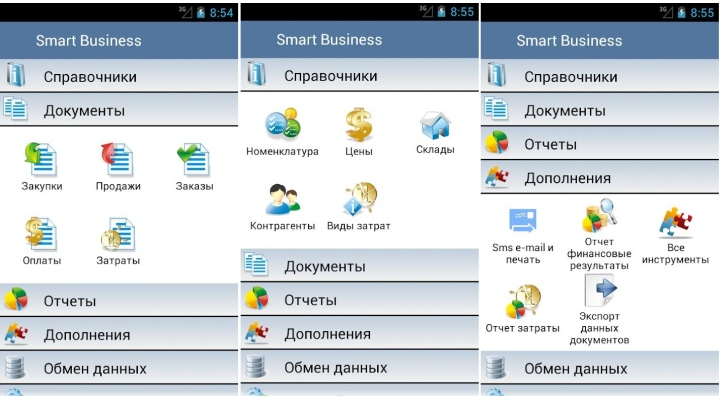 3G 8:54
Smart Business
Справочники
Документы
Закупки
Продажи
Заказы
Оплаты
Затраты
Отчеты
Дополнения
Обмен данных
3G 8:55
Smart Business
Справочники
Номенклатура
Цены
Склады
Контрагенты
Виды затрат
Документы
Отчеты
Дополнения
Обмен данных
3G 8:55
Smart Business
Справочники
Документы
Отчеты
Дополнения
Sms e-mail и
печать
Отчет
финансовые
результаты
Все
инструменты
Отчет затраты
Экспорт
данных
документов
Обмен данных